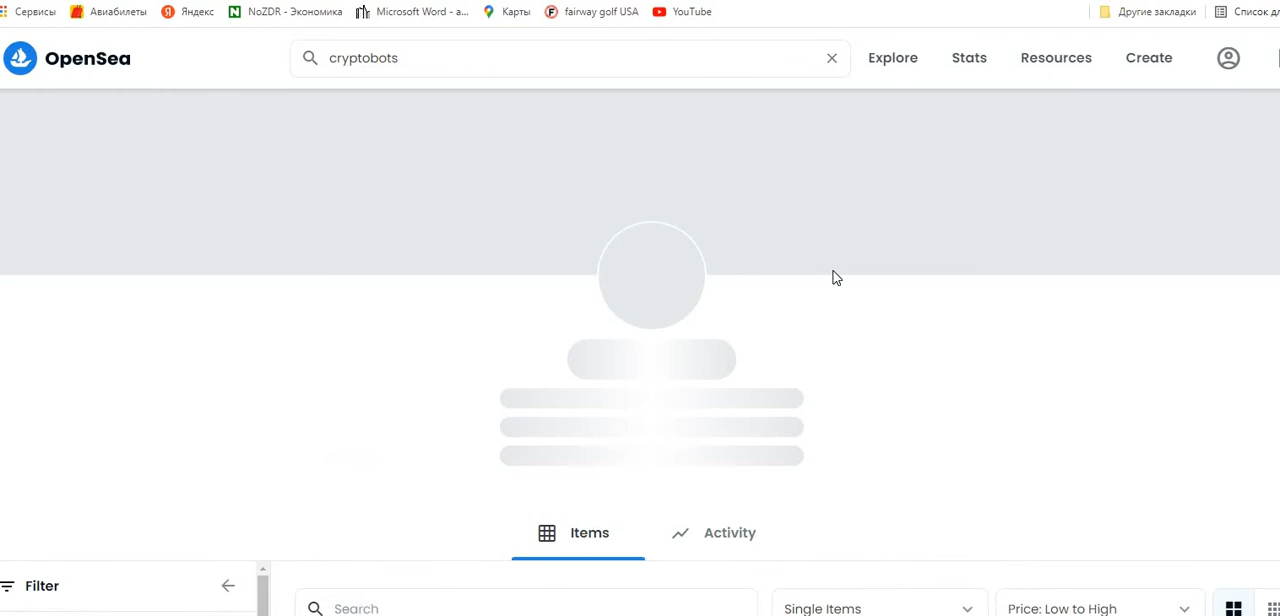 Сервисы Авиабилеты Яндекс NoZDR - Экономика Microsoft Word - а... Карты fairway golf USA YouTube Другие закладки Список дл
OpenSea cryptobots Explore Stats Resources Create
Items Activity
Filter
Search Single Items Price: Low to High